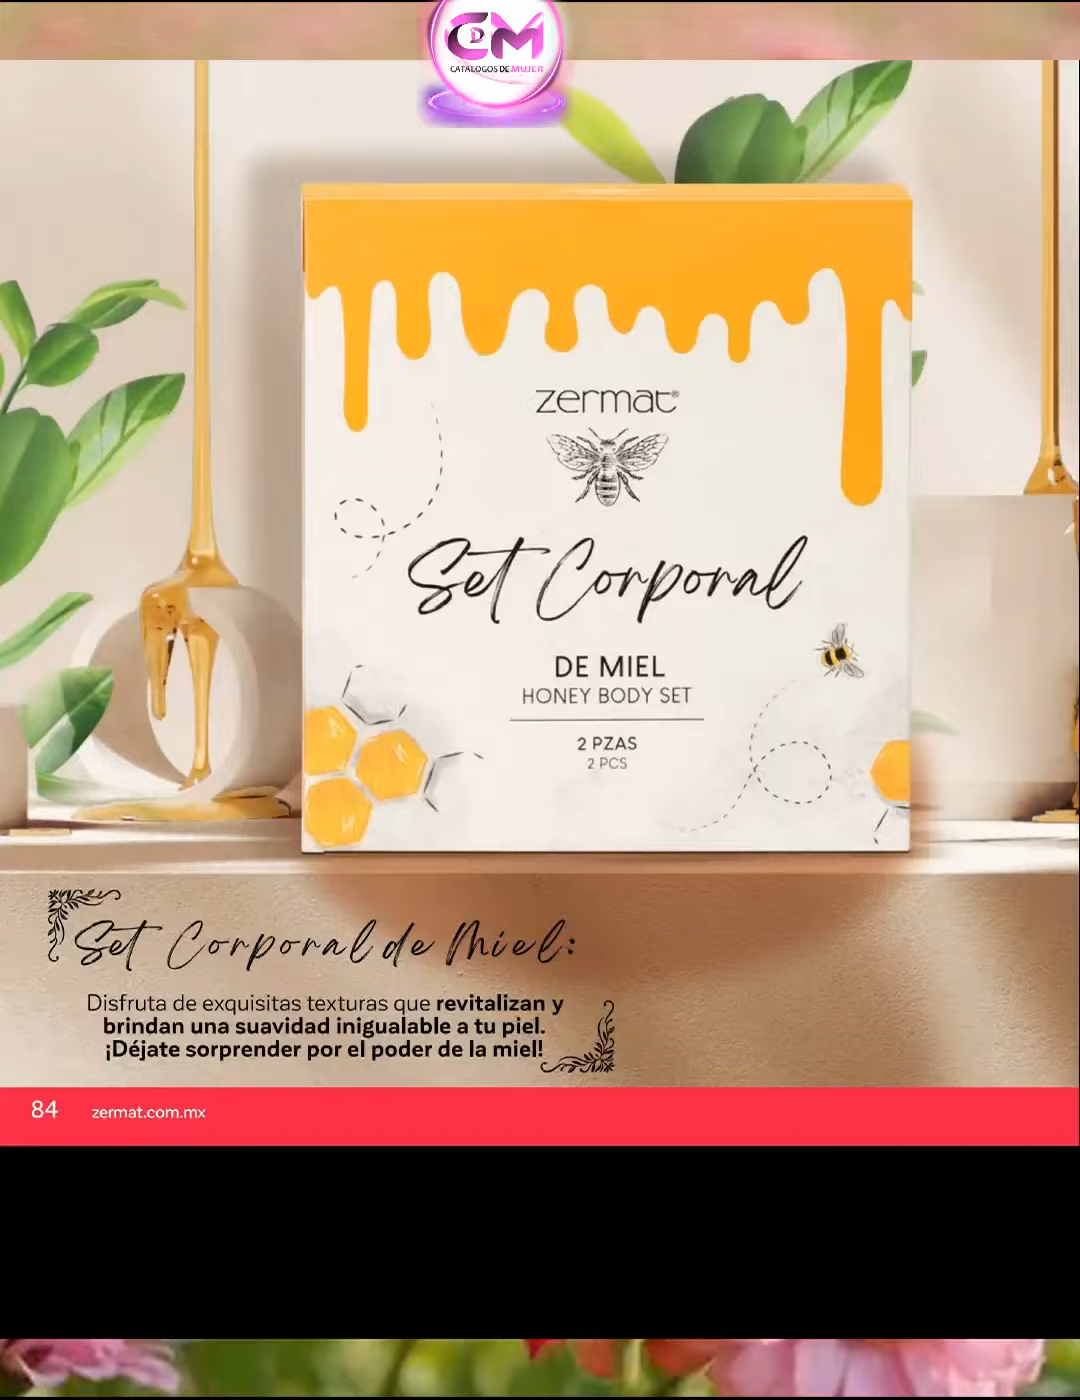 CDM
CATALOGOS DE MUJER
zermat®
Set Corporal
DE MIEL
HONEY BODY SET
2 PZAS
2 PCS
Set Corporal de Miel:
Disfruta de exquisitas texturas que revitalizan y
brindan una suavidad inigualable a tu piel.
¡Déjate sorprender por el poder de la miel!
84 zermat.com.mx